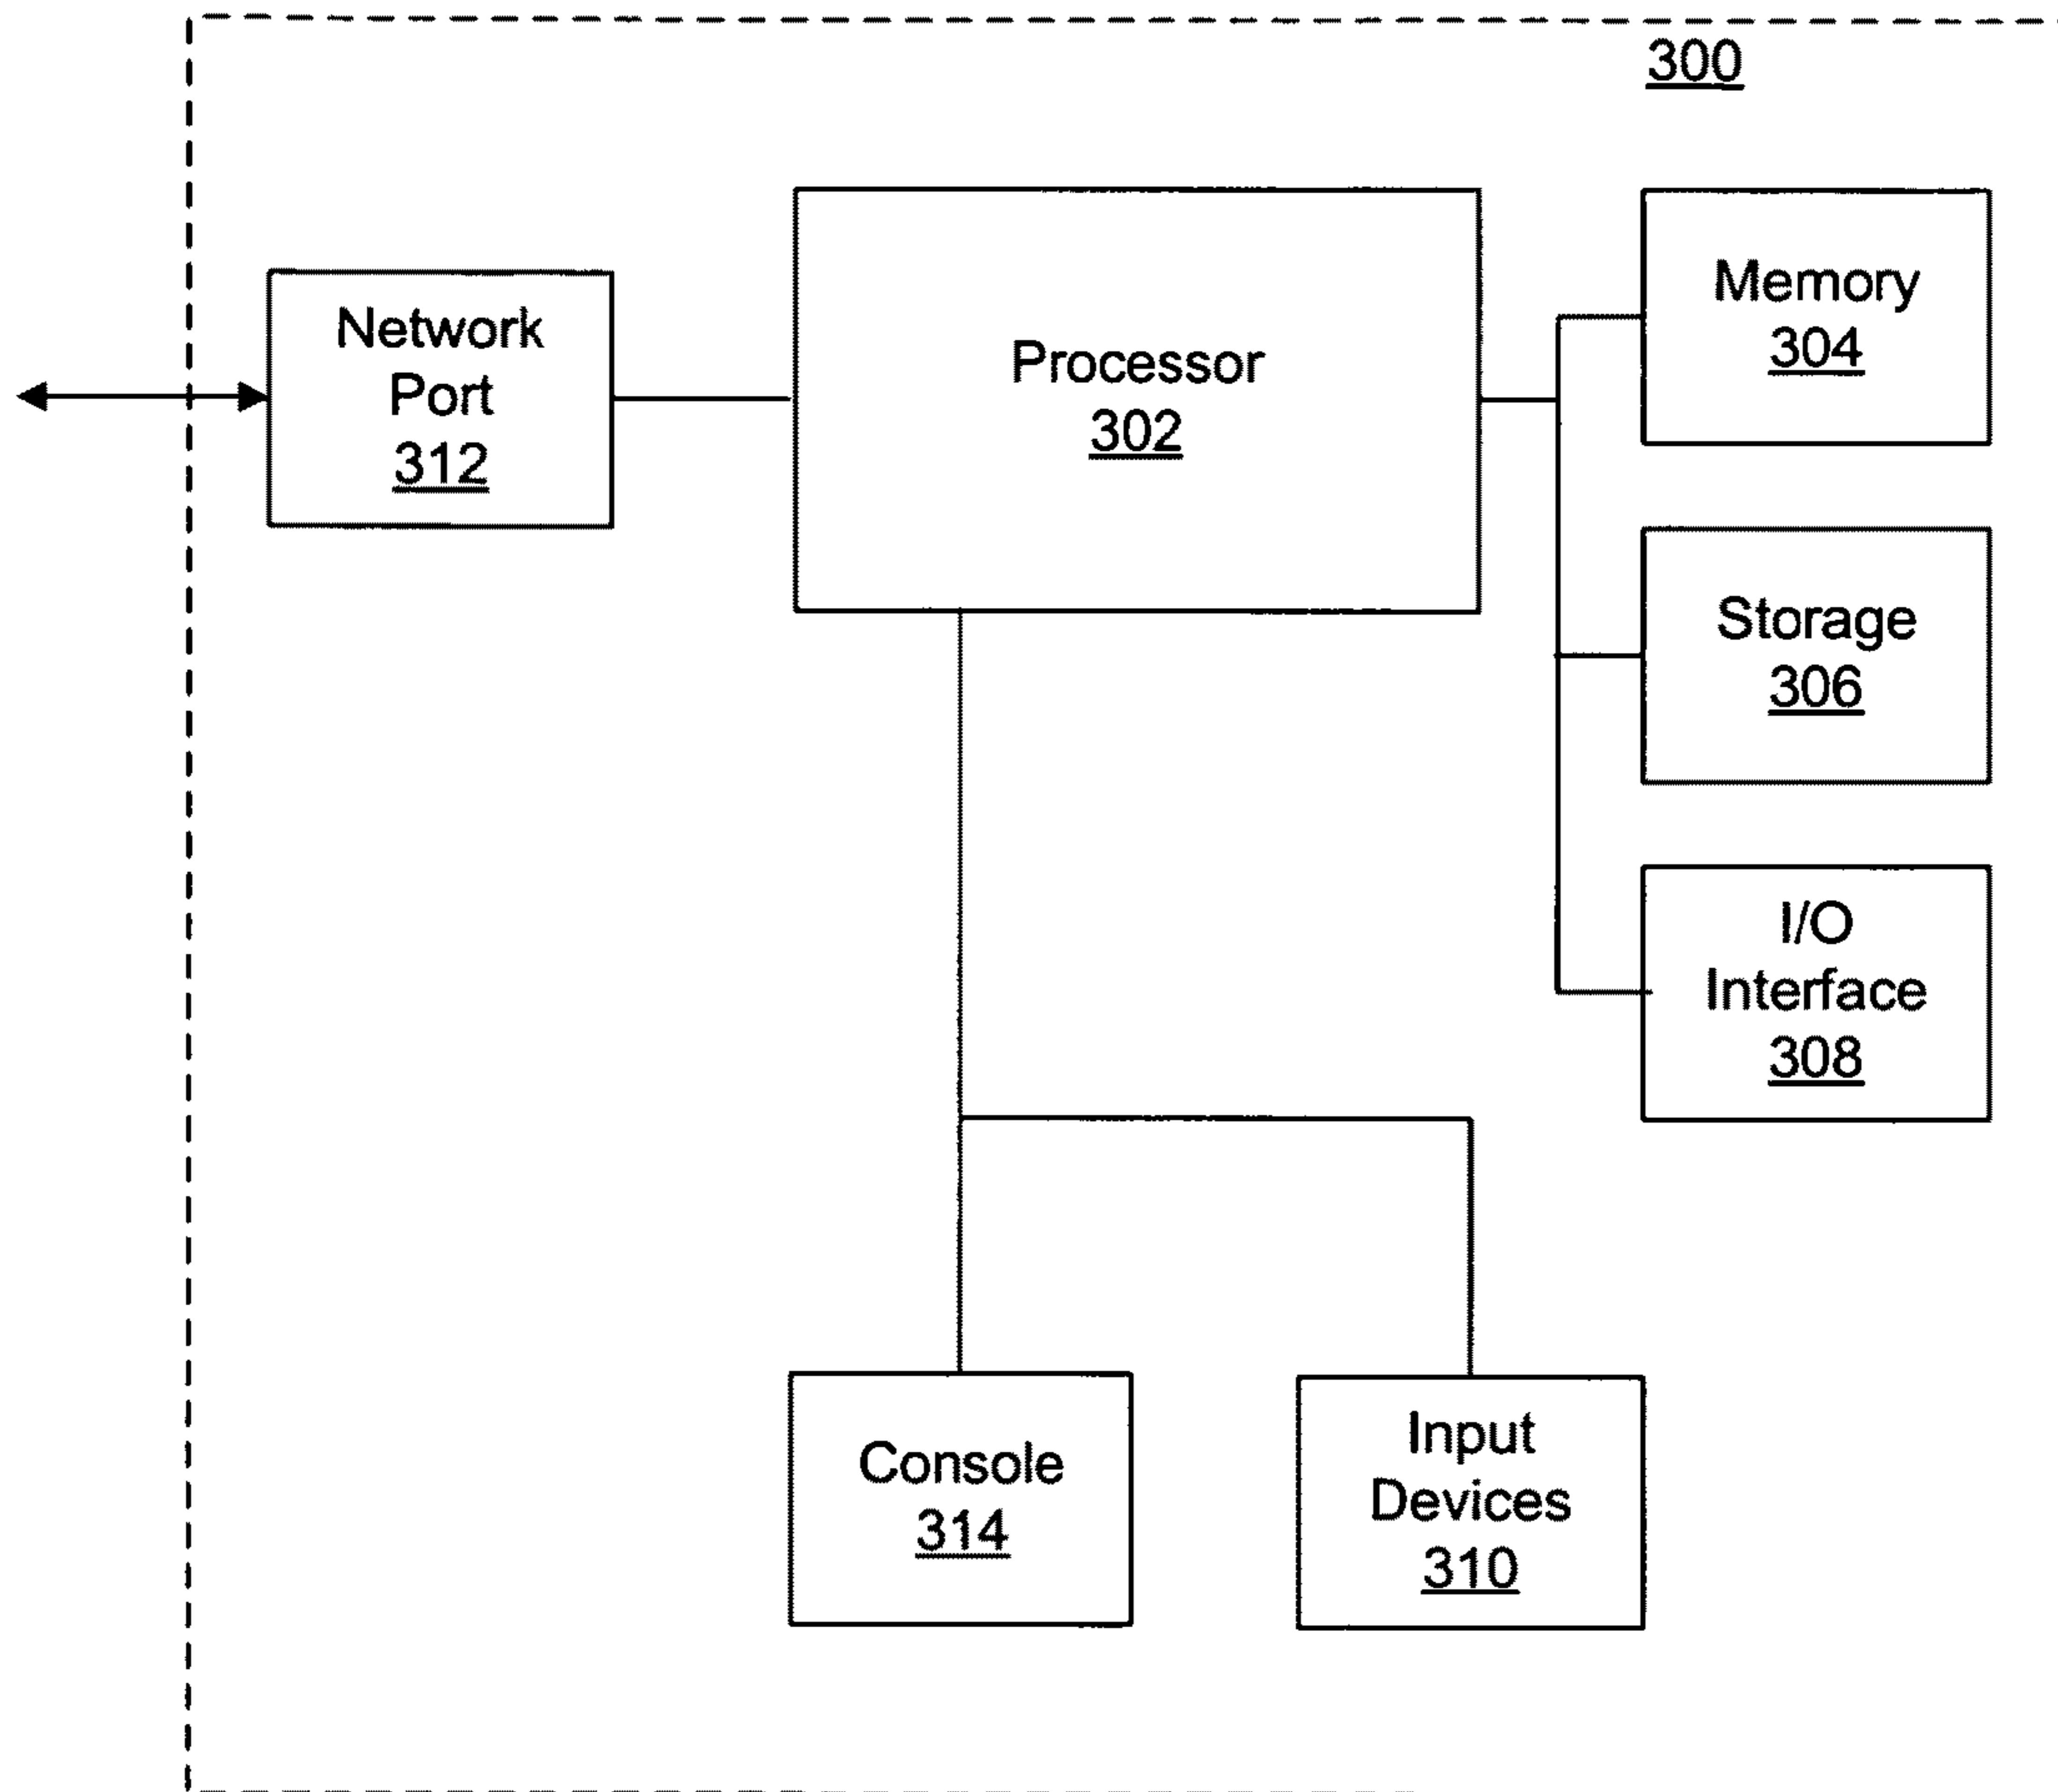 300
Network
Port
312
Processor
302
Memory
304
Storage
306
I/O
Interface
308
Console
314
Input
Devices
310